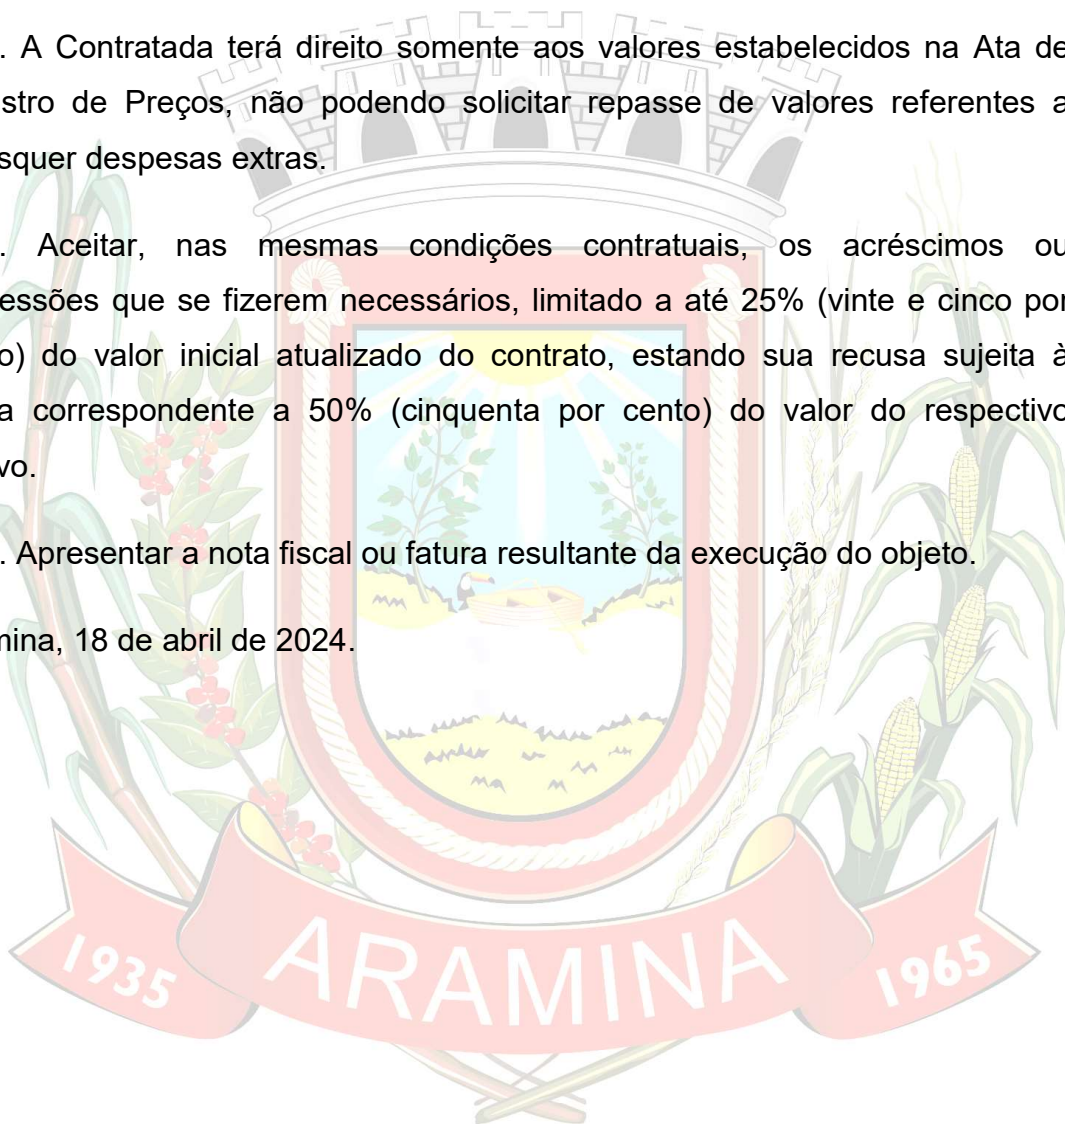 . A Contratada terá direito somente aos valores estabelecidos na Ata de
stro de Preços, não podendo solicitar repasse de valores referentes a
squer despesas extras.
. Aceitar, nas mesmas condições contratuais, os acréscimos ou
essões que se fizerem necessários, limitado a até 25% (vinte e cinco por
o) do valor inicial atualizado do contrato, estando sua recusa sujeita à
a correspondente a 50% (cinquenta por cento) do valor do respectivo
vo.
. Apresentar a nota fiscal ou fatura resultante da execução do objeto.
mina, 18 de abril de 2024.
1935 ARAMINA 1965